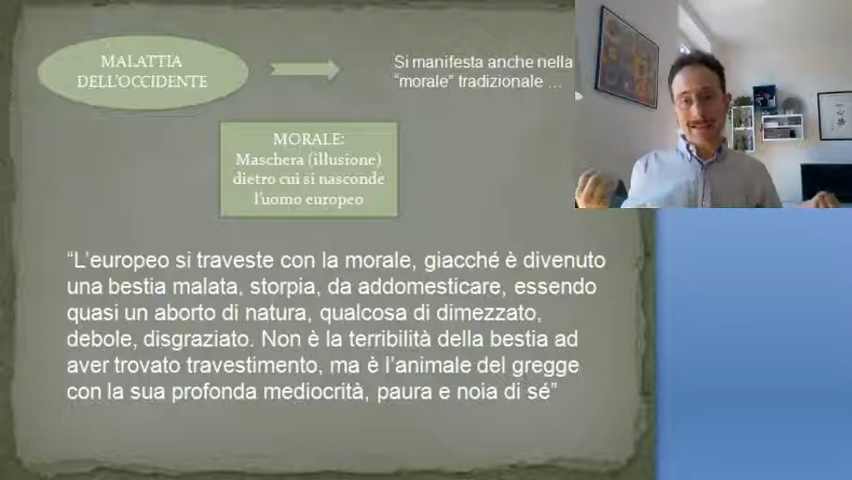 MALATTIA
DELL'OCCIDENTE
Si manifesta anche nella
“morale” tradizionale …
MORALE:
Maschera (illusione)
dietro cui si nasconde
l'uomo europeo
“L'europeo si traveste con la morale, giacché è divenuto
una bestia malata, storpia, da addomesticare, essendo
quasi un aborto di natura, qualcosa di dimezzato,
debole, disgraziato. Non è la terribilità della bestia ad
aver trovato travestimento, ma è l'animale del gregge
con la sua profonda mediocrità, paura e noia di sé”